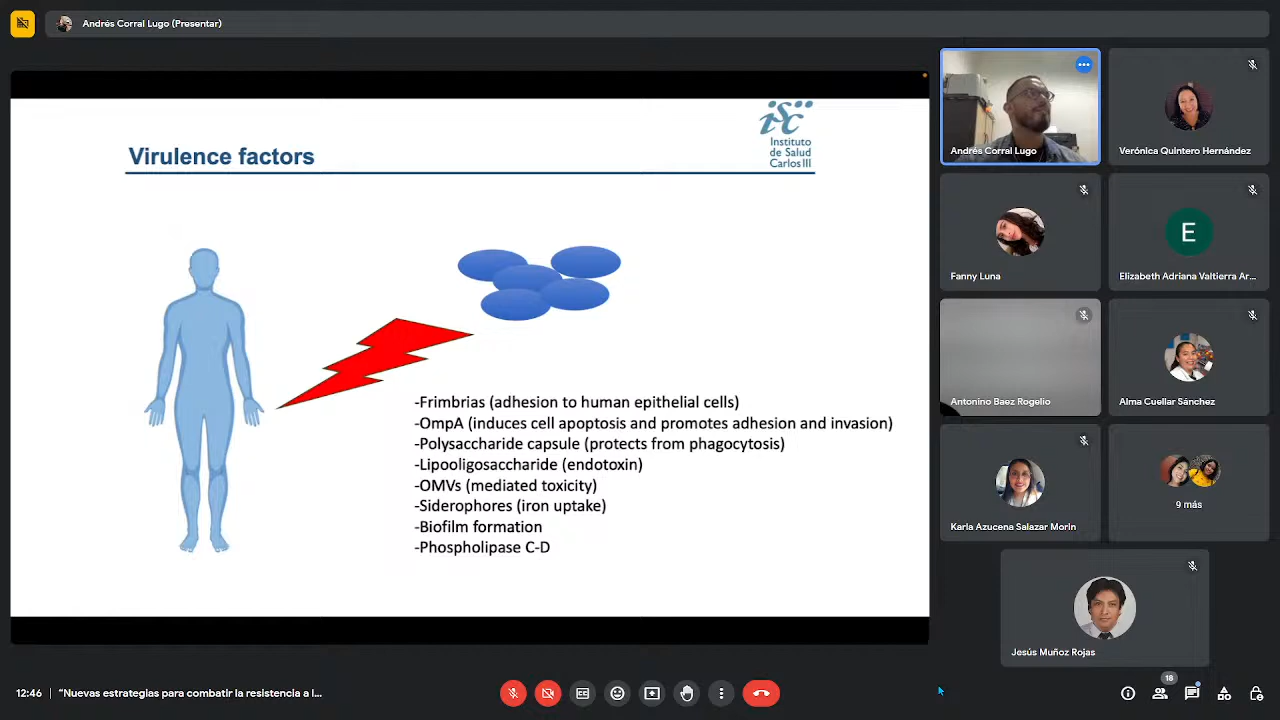 Andrés Corral Lugo (Presentar)
Virulence factors
isc
Instituto
de Salud
Carlos III
-Frimbrias (adhesion to human epithelial cells)
-OmpA (induces cell apoptosis and promotes adhesion and invasion)
-Polysaccharide capsule (protects from phagocytosis)
-Lipooligosaccharide (endotoxin)
-OMVs (mediated toxicity)
-Siderophores (iron uptake)
-Biofilm formation
-Phospholipase C-D
Andrés Corral Lugo
Verónica Quintero Hernández
Fanny Luna
E
Elizabeth Adriana Valtierra Ar...
Antonino Baez Rogelio
Alma Cuellar Sánchez
Karla Azucena Salazar Morin
9 más
Jesús Muñoz Rojas
12:46 | “Nuevas estrategias para combatir la resistencia a l...
18